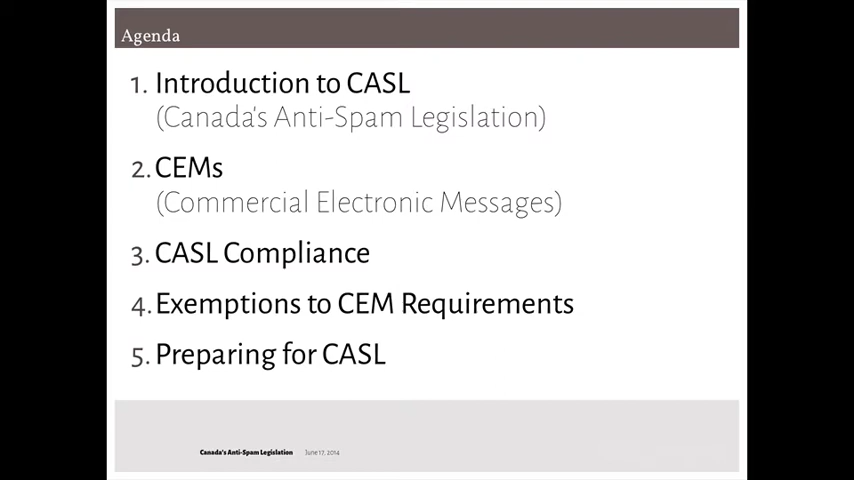 Agenda
1. Introduction to CASL
(Canada's Anti-Spam Legislation)
2. CEMs
(Commercial Electronic Messages)
3. CASL Compliance
4. Exemptions to CEM Requirements
5. Preparing for CASL
Canada's Anti-Spam Legislation June 17, 2014